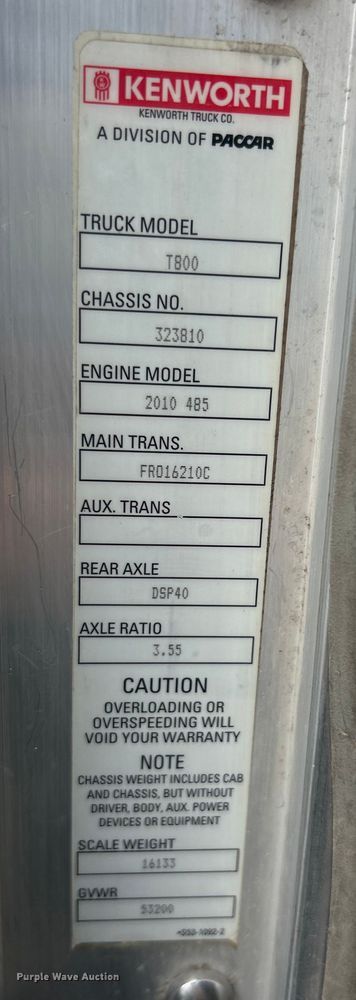 KENWORTH
KENWORTH TRUCK CO.
A DIVISION OF PACCAR
TRUCK MODEL
T800
CHASSIS NO.
323810
ENGINE MODEL
2010 485
MAIN TRANS.
FRO16210C
AUX. TRANS
REAR AXLE
DSP40
AXLE RATIO
3.55
CAUTION
OVERLOADING OR
OVERSPEEDING WILL
VOID YOUR WARRANTY
NOTE
CHASSIS WEIGHT INCLUDES CAB
AND CHASSIS, BUT WITHOUT
DRIVER, BODY, AUX. POWER
DEVICES OR EQUIPMENT
SCALE WEIGHT
16133
GVWR
53200
Purple Wave Auction